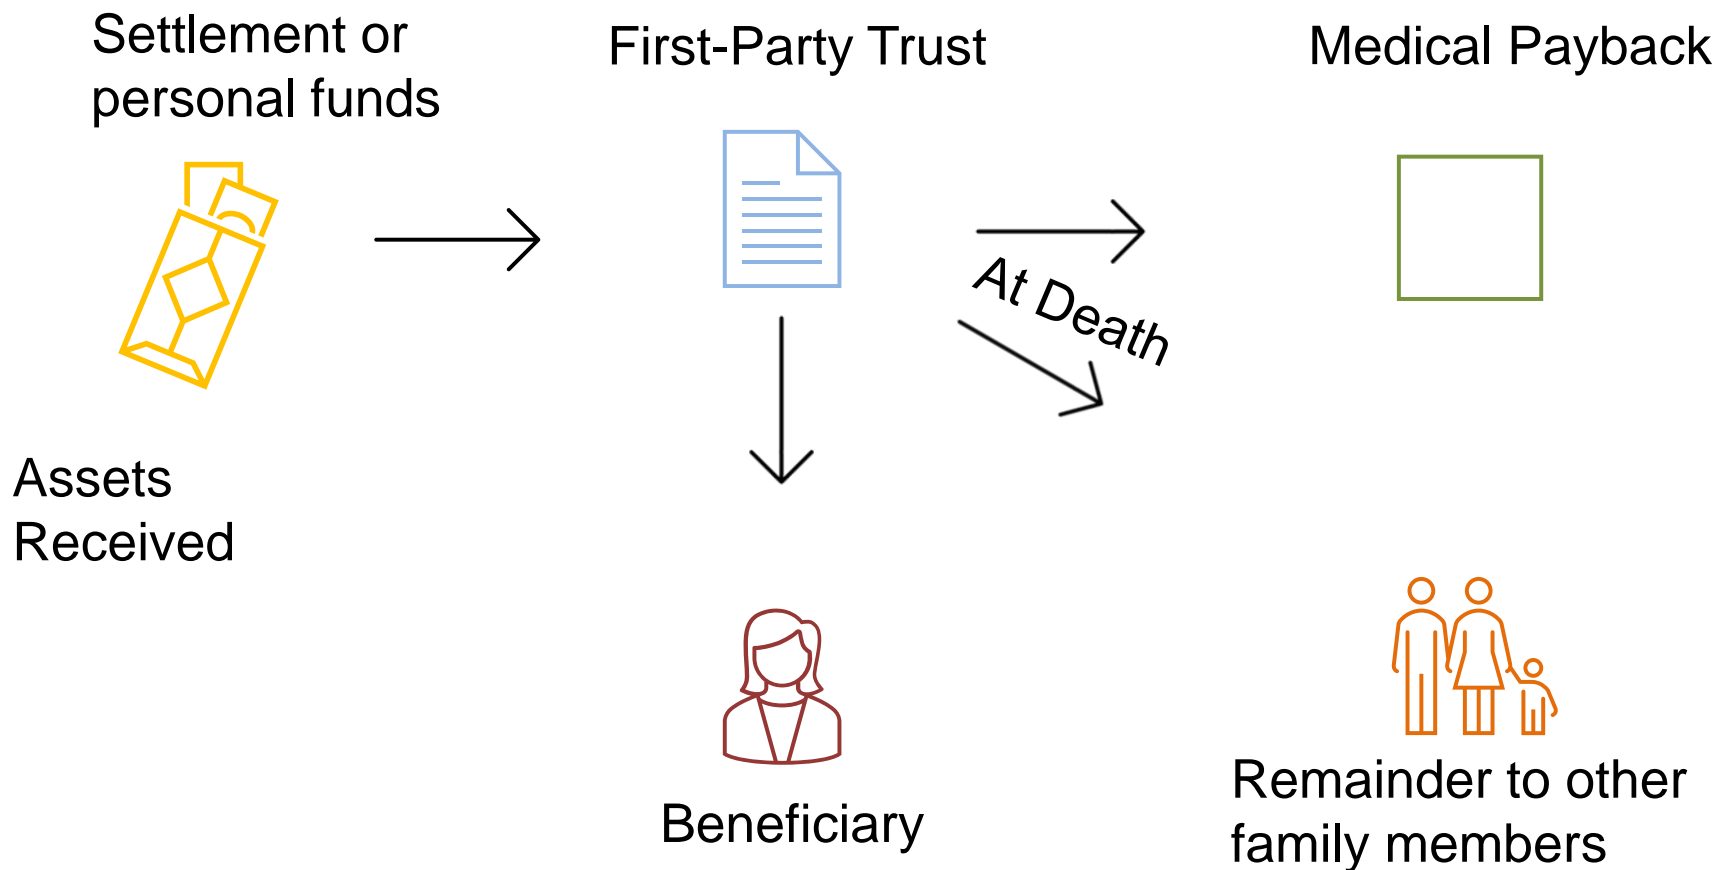 Settlement or
personal funds
First-Party Trust
Medical Payback
At Death
Assets
Received
Beneficiary
Remainder to other
family members